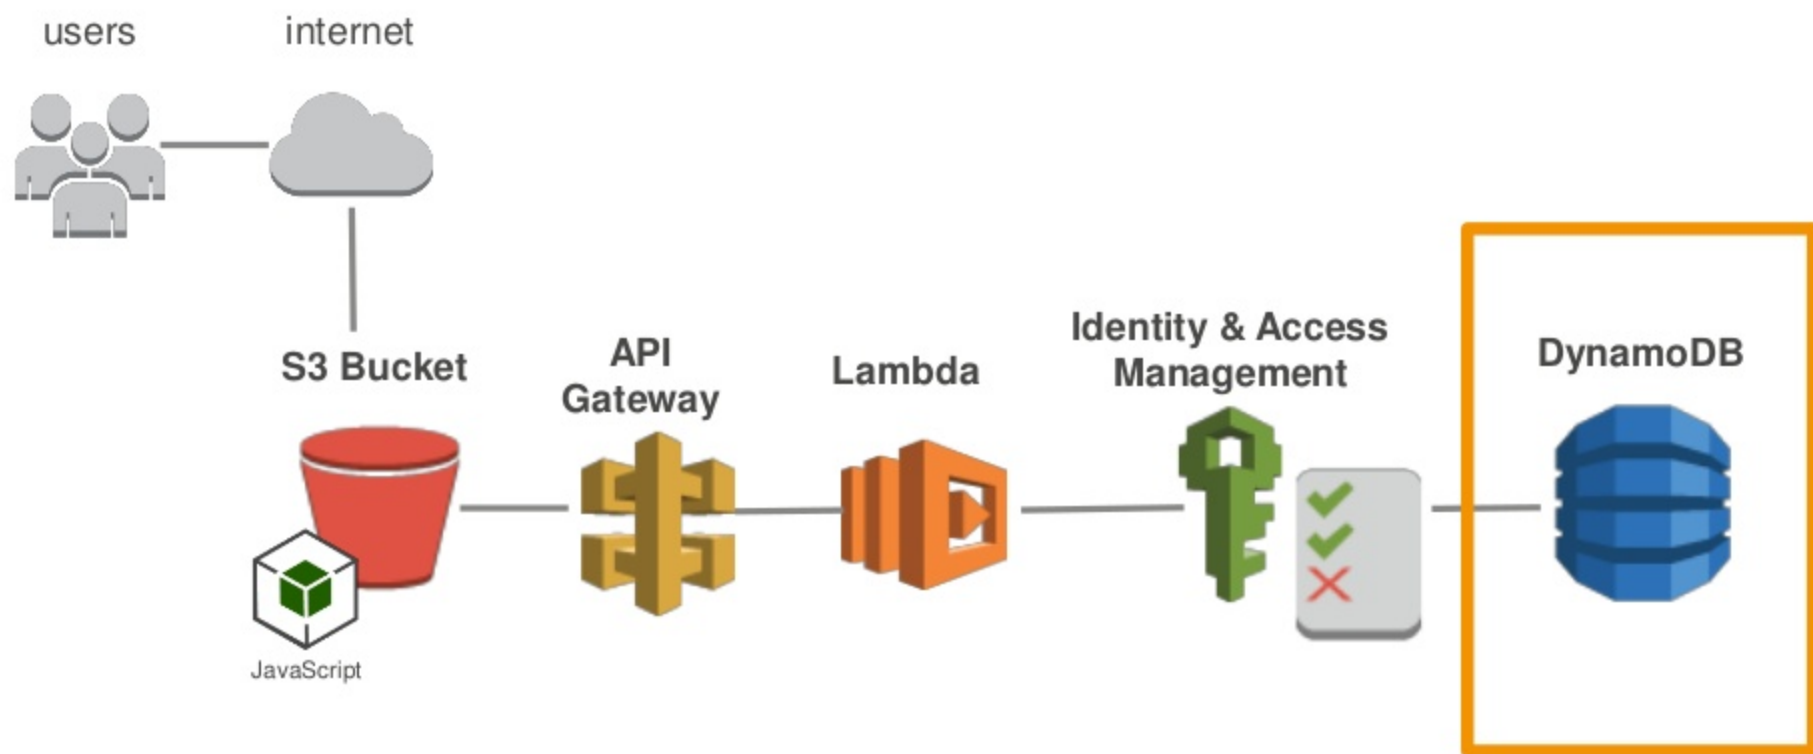 users
internet
S3 Bucket
API
Gateway
Lambda
Identity & Access
Management
DynamoDB
JavaScript